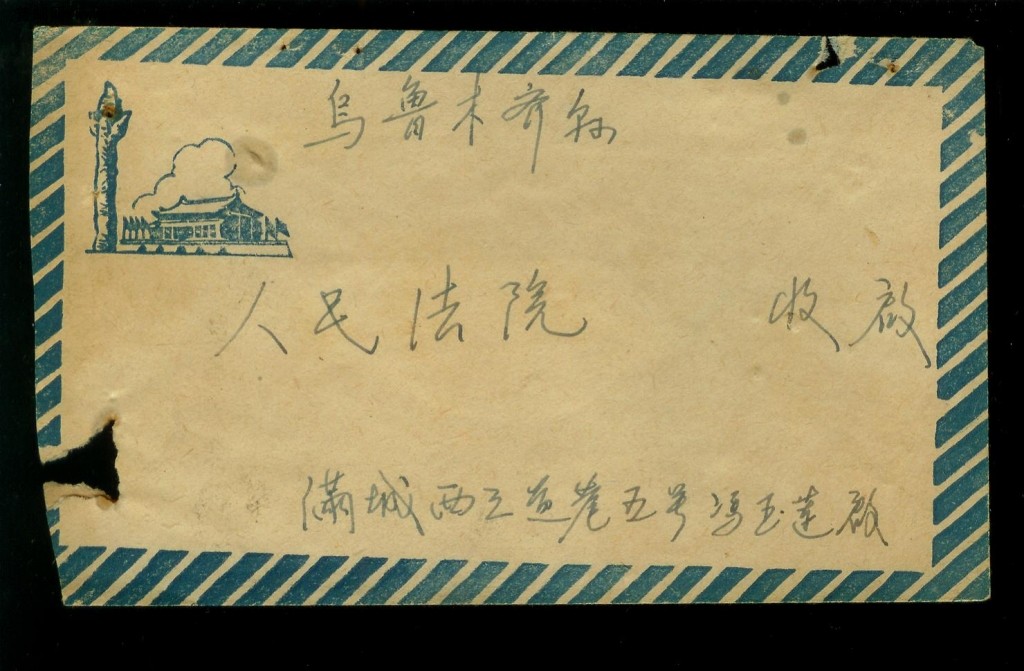 乌鲁木齐县
人民法院 收啟
满城西三道巷五号冯玉莲啟